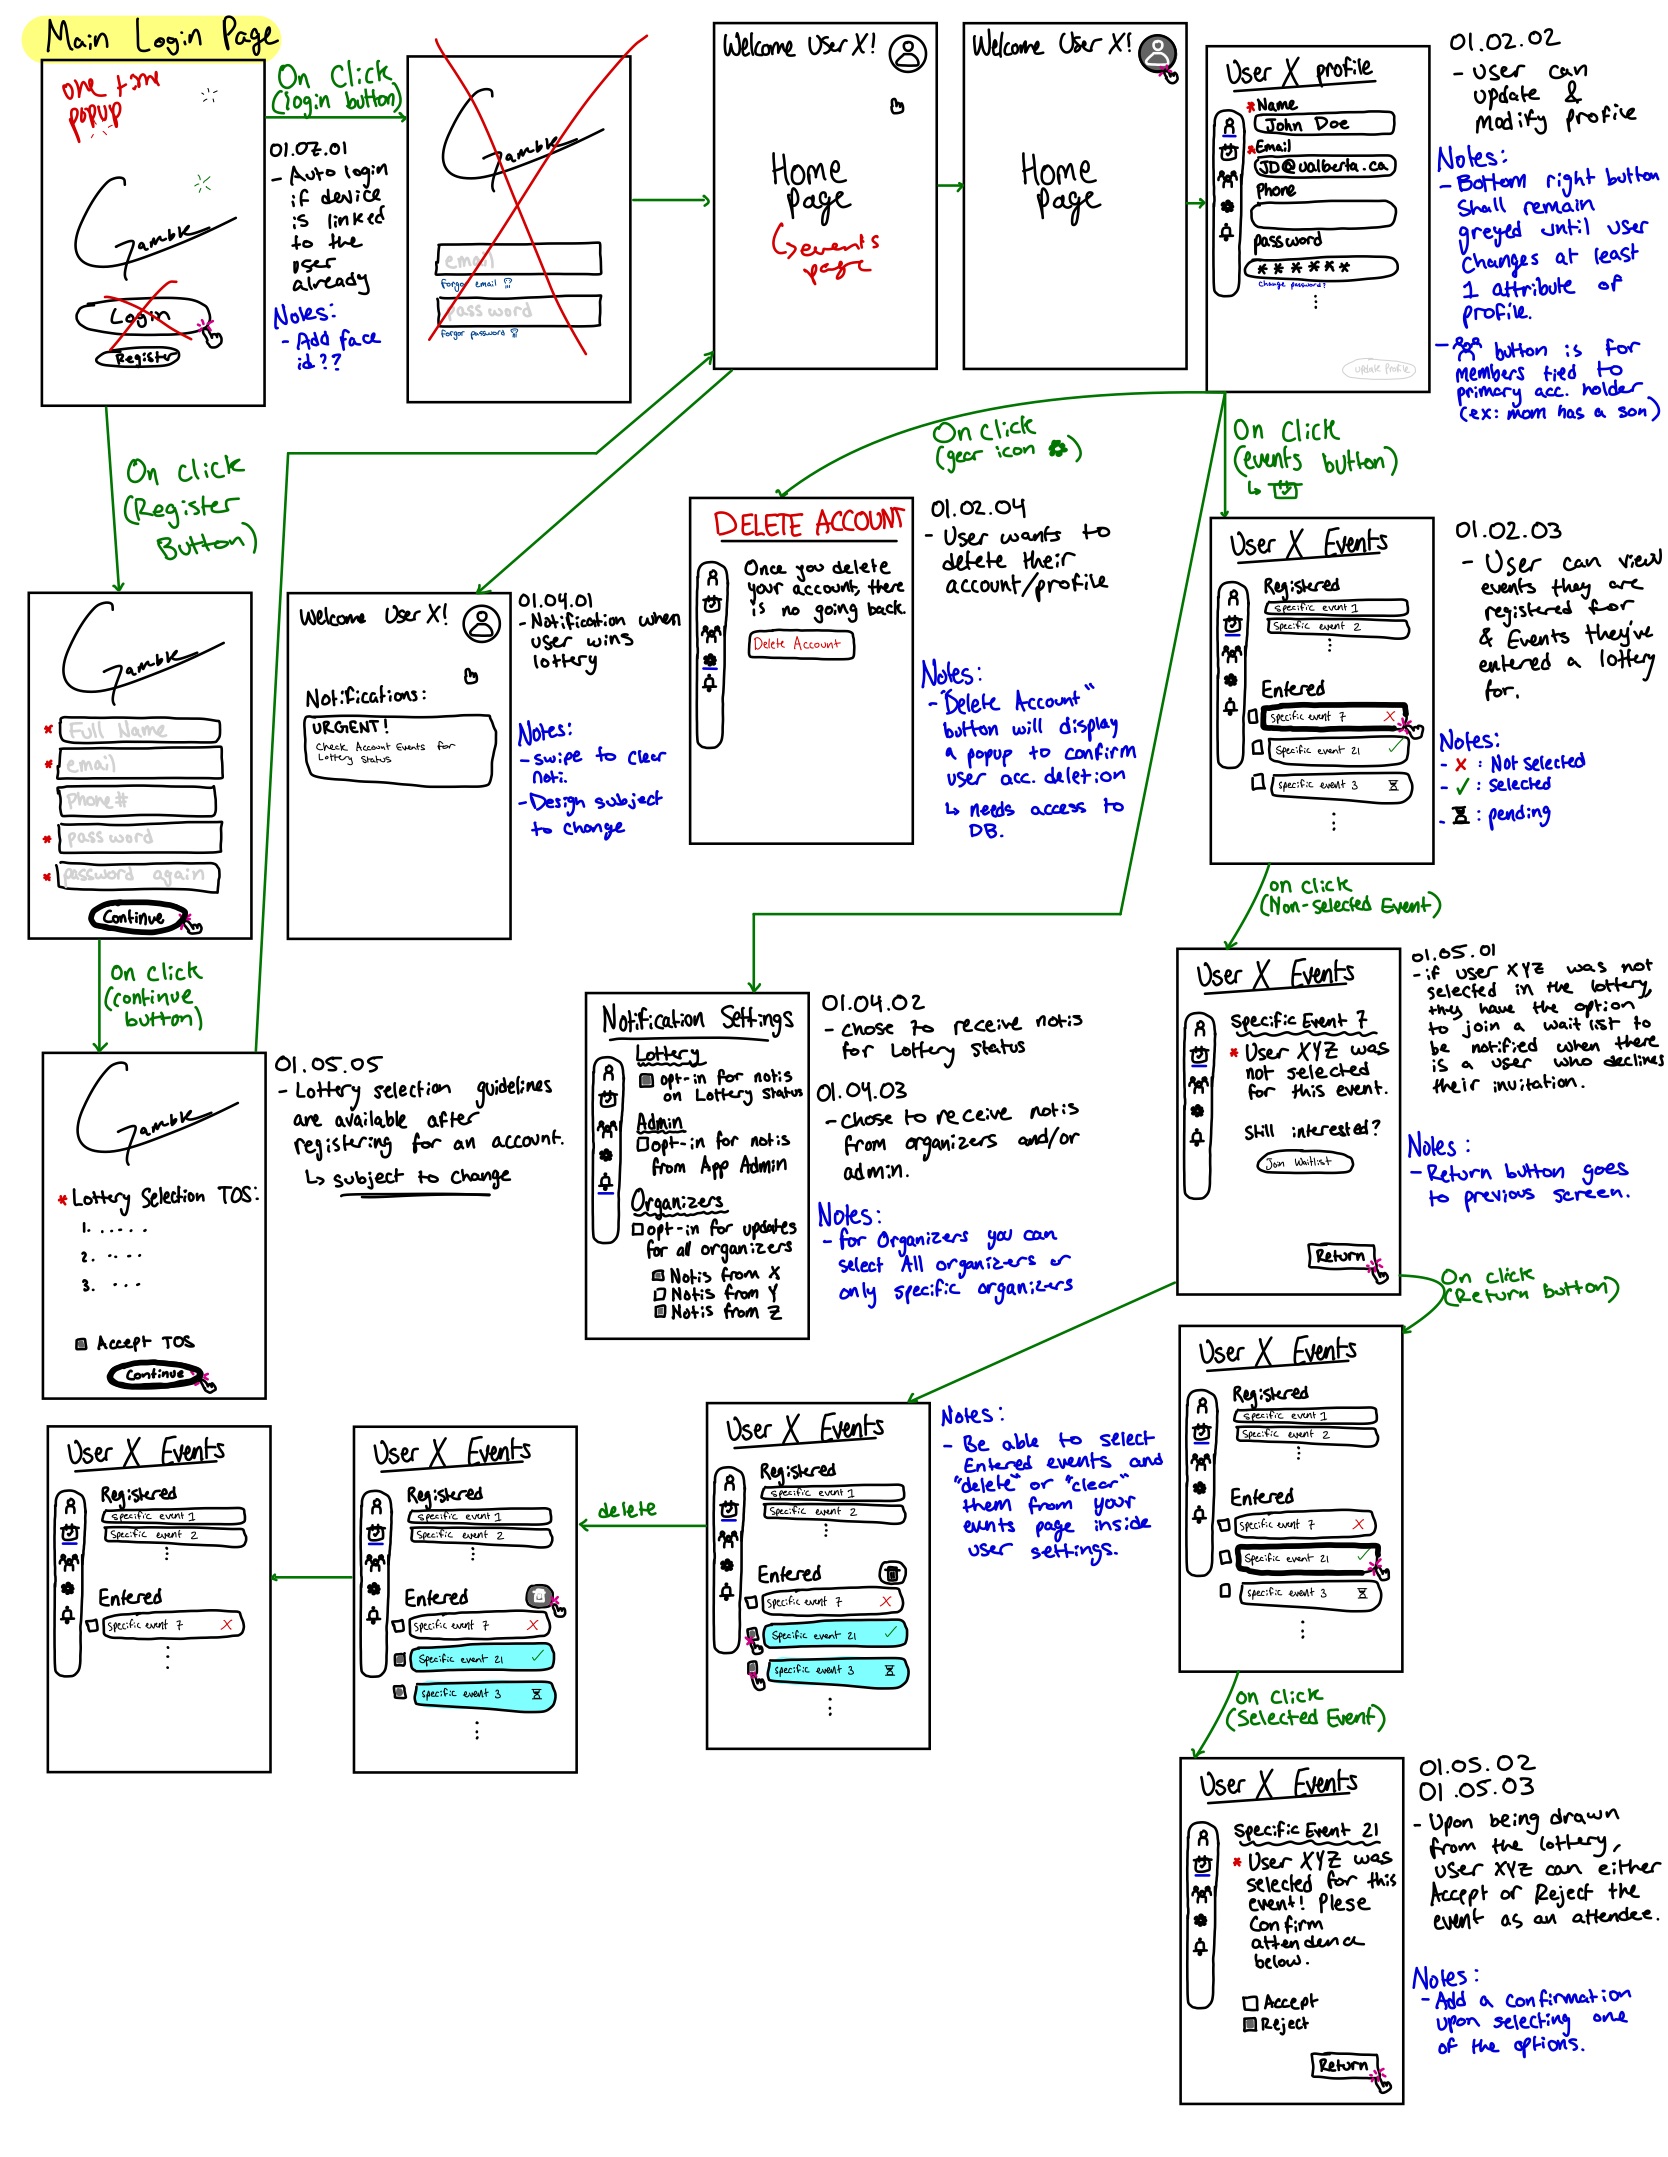 Main Login Page
one time
popup
Gamble
Login
Register
On Click
(login button)
01.02.01
- Auto login
if device
is linked
to the
user
already
Notes:
- Add face
id??
Gamble
email
forgor email
password
forgor password
Welcome User X!
Home
Page
↳ events
page
Welcome User X!
Home
Page
User X profile
*Name
John Doe
*Email
JD@ualberta.ca
Phone
password
******
change password?
update profile
01.02.02
- User can
update &
Modify profile
Notes:
- Bottom right button
shall remain
greyed until user
changes at least
1 attribute of
profile.
- button is for
members tied to
primary acc. holder
(ex: mom has a son)
On click
(Register
Button)
On click
(gear icon)
On Click
(events button)
↳
Gamble
* Full Name
* email
Phone#
* password
* password again
Continue
Welcome User X!
Notifications:
URGENT!
Check Account Events for
Lottery Status
01.04.01
- Notification when
user wins
lottery
Notes:
- Swipe to clear
noti.
- Design subject
to change
DELETE ACCOUNT
Once you delete
your account, there
is no going back.
Delete Account
01.02.04
- User wants to
delete their
account/profile
Notes:
- "Delete Account"
button will display
a popup to confirm
user acc. deletion
↳ needs access to
DB.
User X Events
Registered
specific event 1
Specific event 2
Entered
specific event 7 X
Specific event 21 ✓
specific event 3
01.02.03
- User can view
events they are
registered for
& Events they've
entered a lottery
for.
Notes:
- X : Not selected
- ✓ : selected
- : pending
On click
(continue
button)
on click
(Non-selected Event)
Gamble
* Lottery Selection TOS:
1. .....
2. ....
3. ...
Accept TOS
Continue
01.05.05
- Lottery selection guidelines
are available after
registering for an account.
↳ subject to change
Notification Settings
Lottery
opt-in for notis
on Lottery status
Admin
opt-in for notis
from App Admin
Organizers
opt-in for updates
for all organizers
Notis from X
Notis from Y
Notis from Z
01.04.02
- chose to receive notis
for Lottery status
01.04.03
- chose to receive notis
from organizers and/or
admin.
Notes:
- for Organizers you can
select All organizers or
only specific organizers
User X Events
Specific Event 7
* User XYZ was
not selected
for this event.
Still interested?
Join Waitlist
Return
01.05.01
- if user XYZ was not
selected in the lottery,
they have the option
to join a waitlist to
be notified when there
is a user who declines
their invitation.
Notes:
- Return button goes
to previous screen.
On click
(Return button)
User X Events
Registered
specific event 1
Specific event 2
Entered
specific event 7 X
Specific event 21 ✓
specific event 3
User X Events
Registered
specific event 1
Specific event 2
Entered
specific event 7 X
User X Events
Registered
specific event 1
Specific event 2
Entered
specific event 7 X
Specific event 21 ✓
specific event 3
delete
User X Events
Registered
specific event 1
Specific event 2
Entered
specific event 7 X
Specific event 21 ✓
specific event 3
Notes:
- Be able to select
Entered events and
"delete" or "clear"
them from your
events page inside
user settings.
on click
(Selected Event)
User X Events
Specific Event 21
* User XYZ was
selected for this
event! Plese
Confirm
attendence
below.
Accept
Reject
Return
01.05.02
01.05.03
- Upon being drawn
from the lottery,
user XYZ can either
Accept or Reject the
event as an attendee.
Notes:
- Add a confirmation
upon selecting one
of the options.